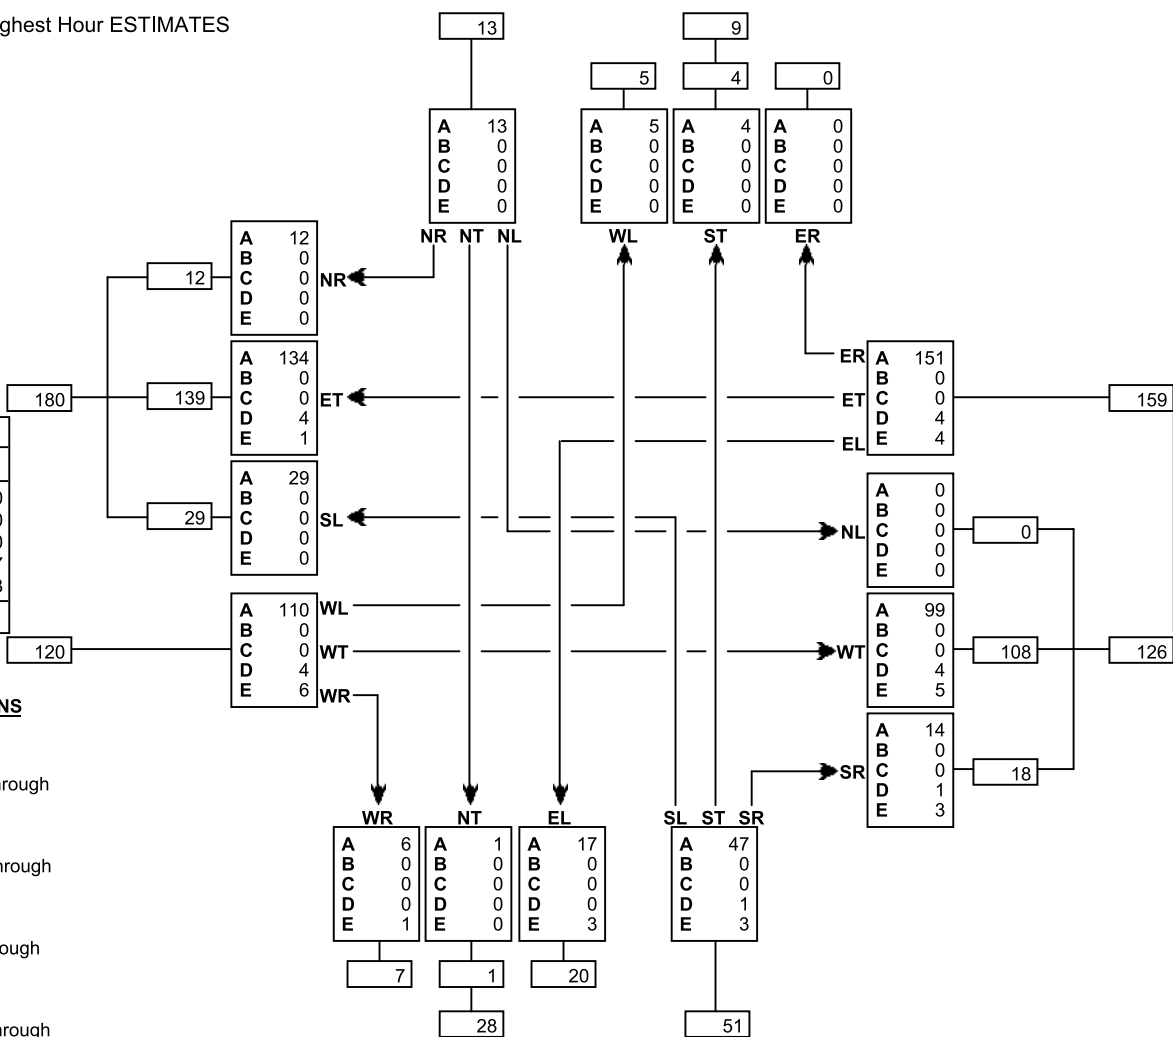 ghest Hour ESTIMATES
13
9
5
4
0
A 13
B 0
C 0
D 0
E 0
A 5
B 0
C 0
D 0
E 0
A 4
B 0
C 0
D 0
E 0
A 0
B 0
C 0
D 0
E 0
NR NT NL
WL
ST
ER
12
A 12
B 0
C 0
D 0
E 0
NR
180
139
A 134
B 0
C 0
D 4
E 1
ET
29
A 29
B 0
C 0
D 0
E 0
SL
120
A 110
B 0
C 0
D 4
E 6
WL
WT
WR
ER
ET
EL
A 151
B 0
C 0
D 4
E 4
159
NL
A 0
B 0
C 0
D 0
E 0
0
WT
A 99
B 0
C 0
D 4
E 5
108
126
SR
A 14
B 0
C 0
D 1
E 3
18
NS
hrough
hrough
ough
hrough
WR
NT
EL
SL ST SR
A 6
B 0
C 0
D 0
E 1
A 1
B 0
C 0
D 0
E 0
A 17
B 0
C 0
D 0
E 3
A 47
B 0
C 0
D 1
E 3
7
1
20
28
51